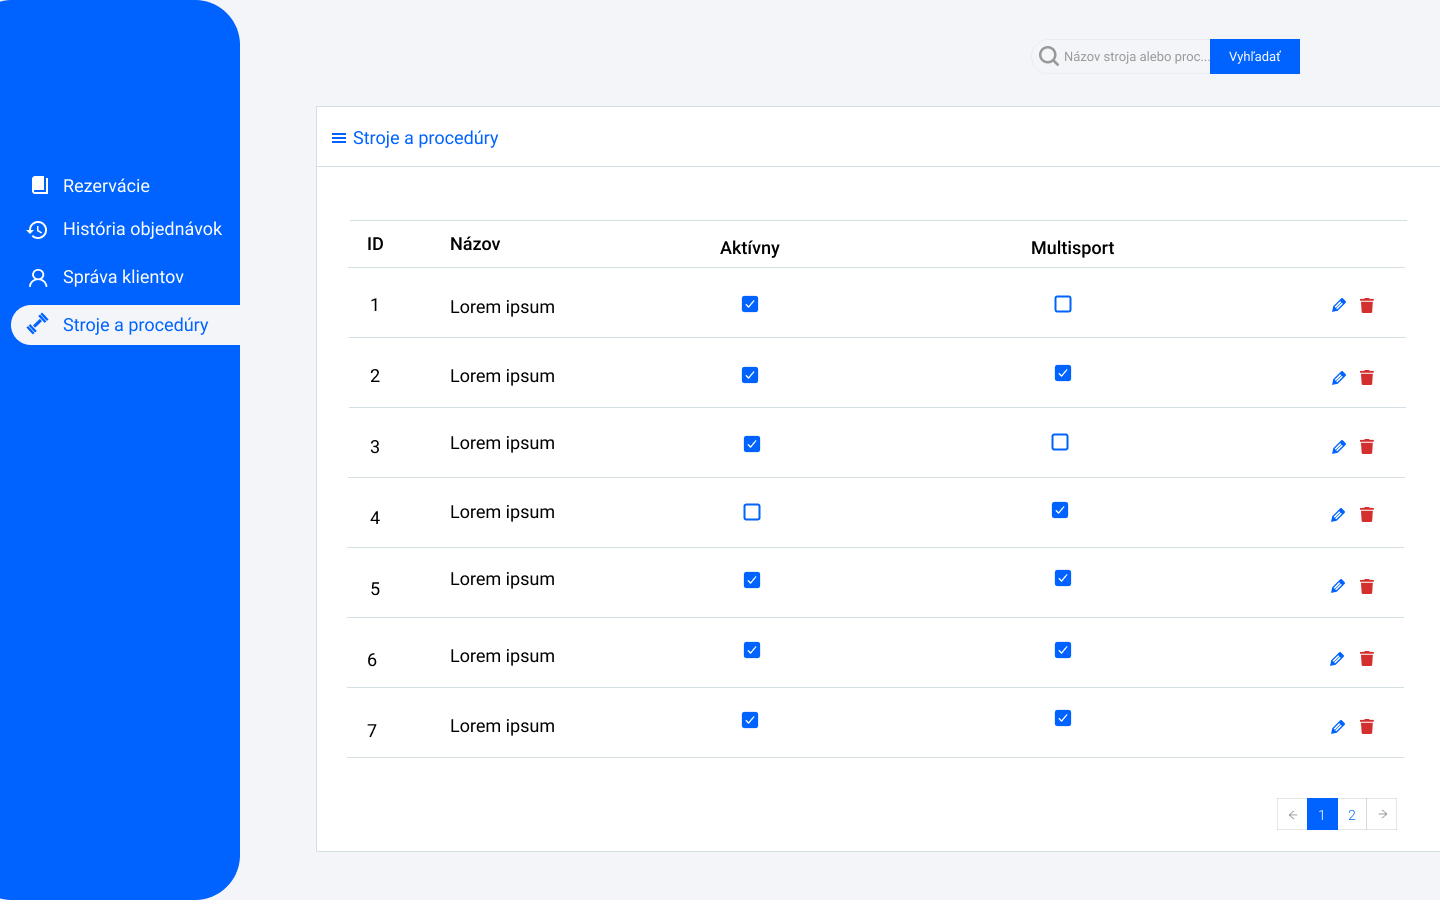 Názov stroja alebo proc...
Vyhľadať
Rezervácie
História objednávok
Správa klientov
Stroje a procedúry
Stroje a procedúry
ID Názov Aktívny Multisport
1 Lorem ipsum
2 Lorem ipsum
3 Lorem ipsum
4 Lorem ipsum
5 Lorem ipsum
6 Lorem ipsum
7 Lorem ipsum
1 2